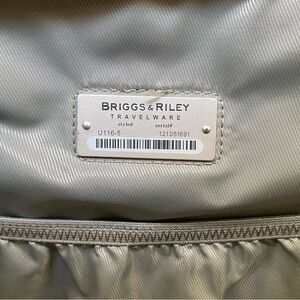 BRIGGS & RILEY
TRAVELWARE
style# serial#
U116-5 121051891